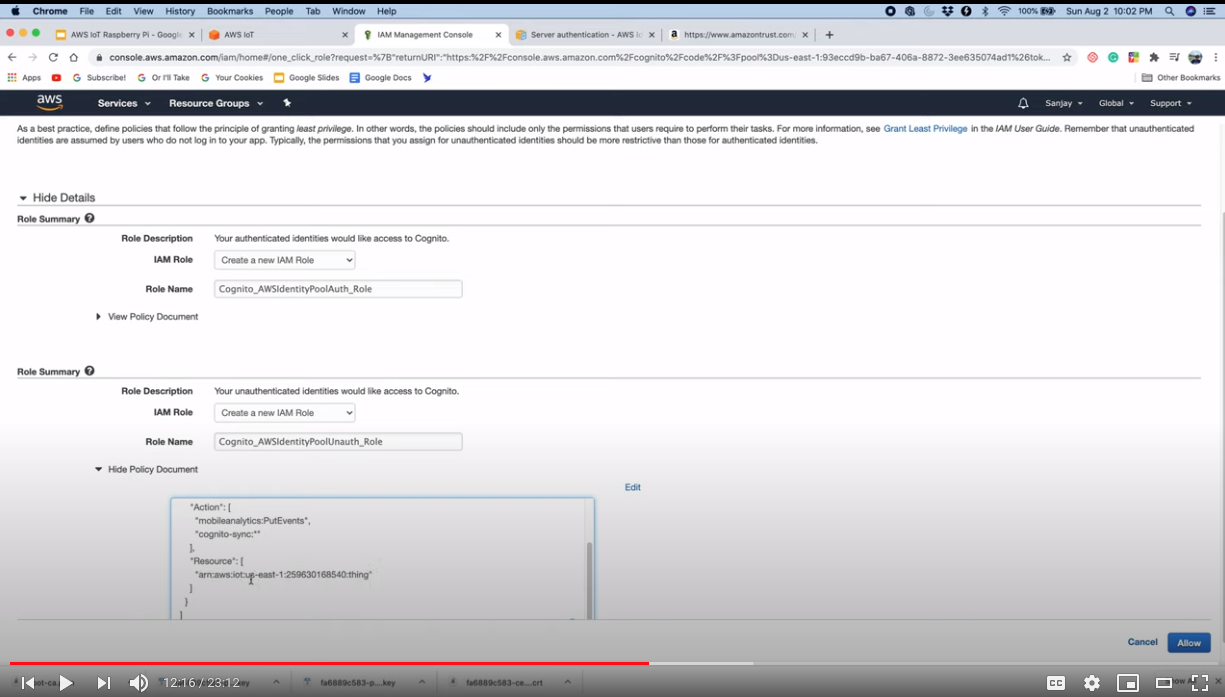 Chrome File Edit View History Bookmarks People Tab Window Help 100% Sun Aug 2 10:02 PM
AWS IoT Raspberry Pi - Google
AWS IoT
IAM Management Console
Server authentication - AWS Io
https://www.amazontrust.com
console.aws.amazon.com/iam/home#/one_click_role?request=%7B"returnURI":"https:%2F%2Fconsole.aws.amazon.com%2Fcognito%2Fcode%2F%3Fpool%3Dus-east-1:93eccd9b-ba67-406a-8872-3ee635074ad1%26tok...
Apps Subscribe! Or I'll Take Your Cookies Google Slides Google Docs Other Bookmarks
aws Services Resource Groups Sanjay Global Support
As a best practice, define policies that follow the principle of granting least privilege. In other words, the policies should include only the permissions that users require to perform their tasks. For more information, see Grant Least Privilege in the IAM User Guide. Remember that unauthenticated
identities are assumed by users who do not log in to your app. Typically, the permissions that you assign for unauthenticated identities should be more restrictive than those for authenticated identities.
Hide Details
Role Summary ?
Role Description Your authenticated identities would like access to Cognito.
IAM Role Create a new IAM Role
Role Name Cognito_AWSIdentityPoolAuth_Role
View Policy Document
Role Summary ?
Role Description Your unauthenticated identities would like access to Cognito.
IAM Role Create a new IAM Role
Role Name Cognito_AWSIdentityPoolUnauth_Role
Hide Policy Document
Edit
"Action": [
"mobileanalytics:PutEvents",
"cognito-sync:*"
],
"Resource": [
"arn:aws:iot:us-east-1:259630168540:thing"
]
}
]
Cancel Allow
fa6889c583-p....key
fa6889c583-ce....crt
12:16 / 23:12
CC